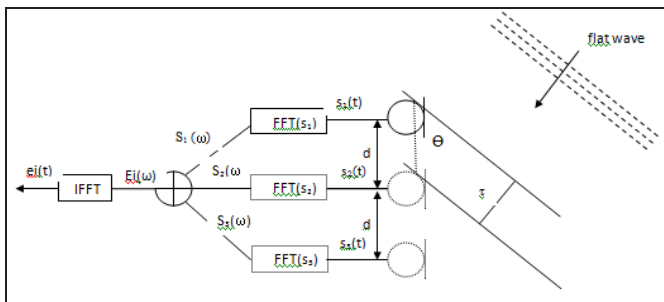 flat wave
s₁(t)
FFT(s₁)
S₁(ω)
Θ
d
ei(t)
IFFT
Ei(ω)
S₂(ω
FFT(s₂)
s₂(t)
τ
S₃(ω)
d
s₃(t)
FFT(s₃)